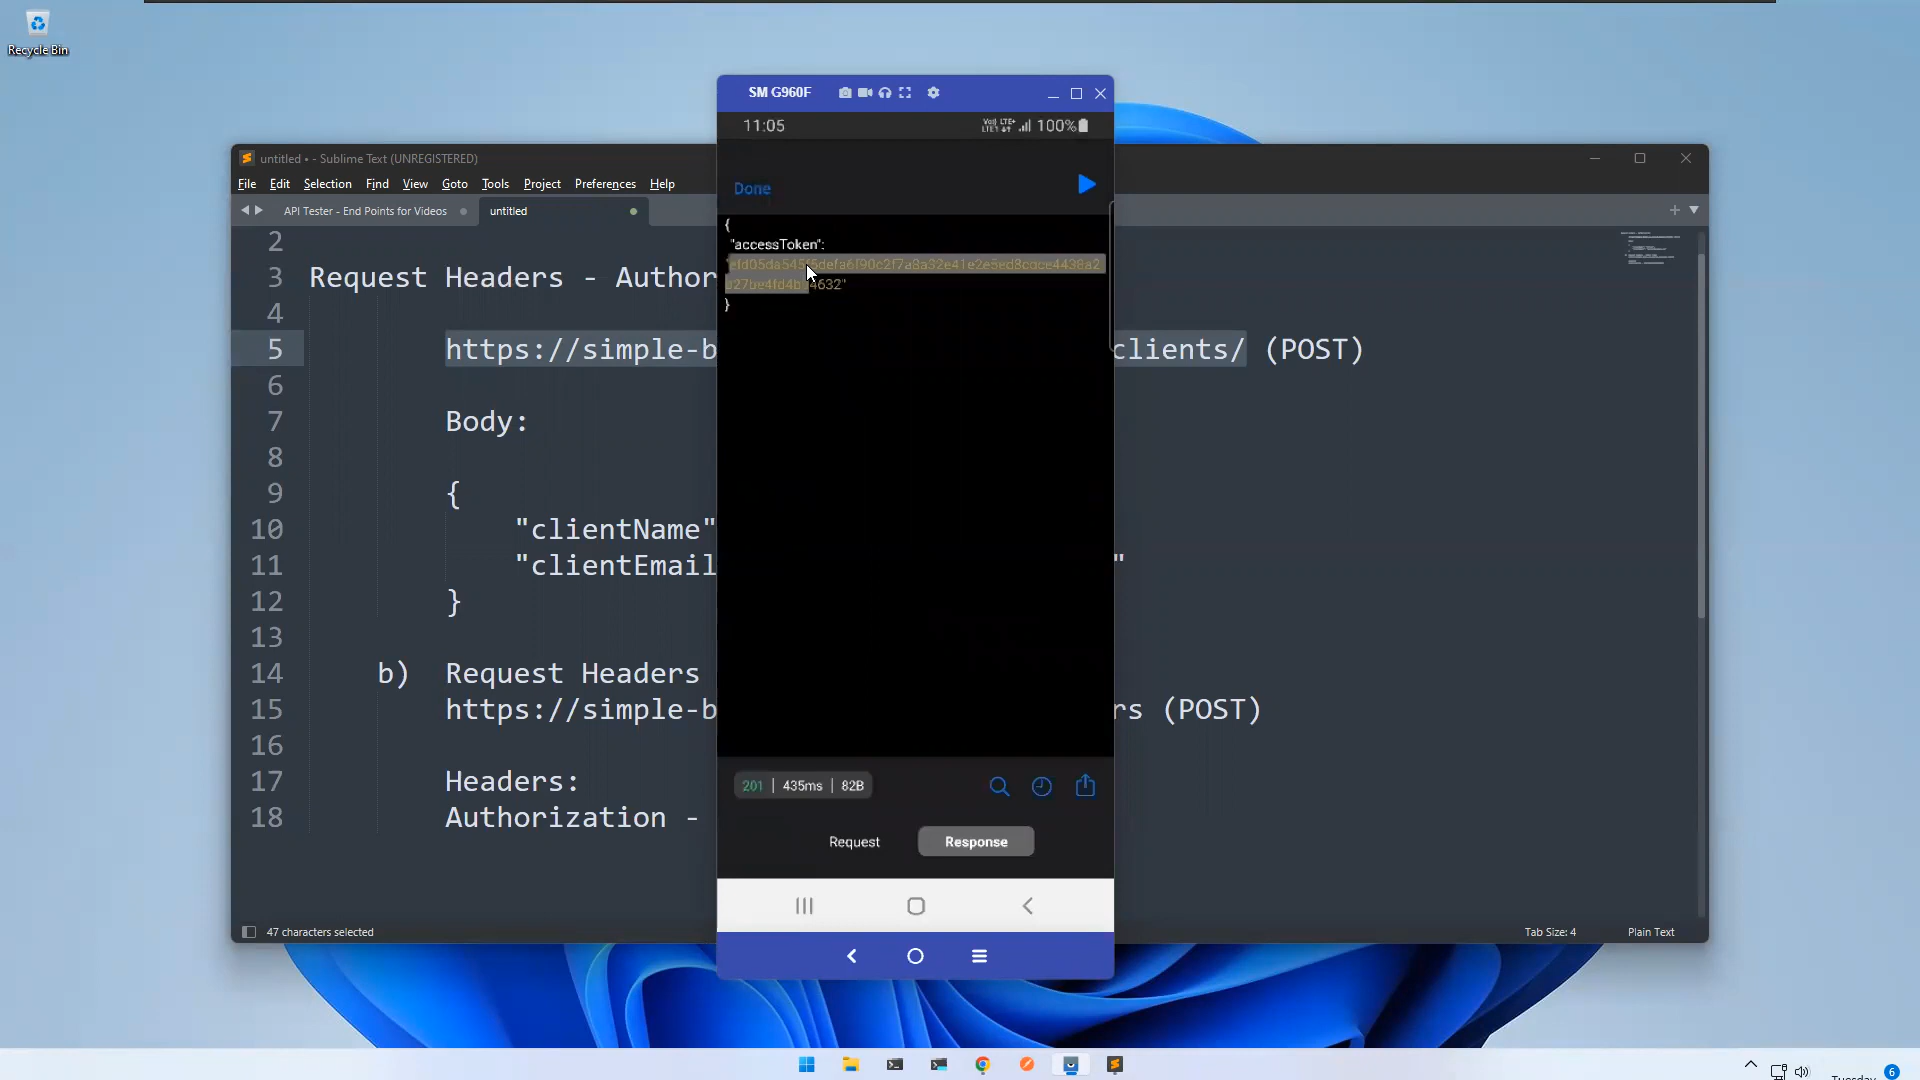 Recycle Bin
SM G960F
11:05
100%
Done
{
"accessToken":
4632"
}
201 | 435ms | 82B
Request
Response
untitled • - Sublime Text (UNREGISTERED)
File Edit Selection Find View Goto Tools Project Preferences Help
API Tester - End Points for Videos
untitled
2
3 Request Headers - Author
4
5 https://simple-b clients/ (POST)
6
7 Body:
8
9 {
10 "clientName"
11 "clientEmail "
12 }
13
14 b) Request Headers
15 https://simple-b rs (POST)
16
17 Headers:
18 Authorization -
47 characters selected
Tab Size: 4
Plain Text
6